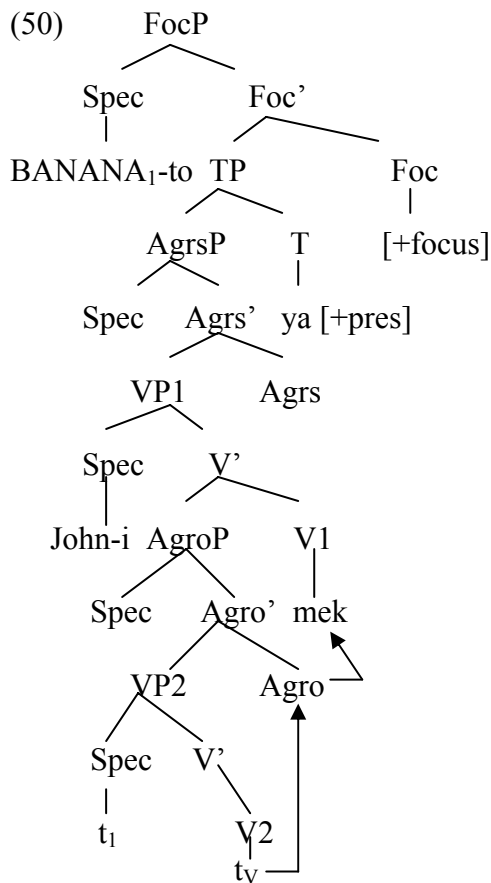 (50) FocP
Spec Foc’
BANANA₁-to TP Foc
AgrsP T [+focus]
Spec Agrs’ ya [+pres]
VP1 Agrs
Spec V’
John-i AgroP V1
Spec Agro’ mek
VP2 Agro
Spec V’
t₁ V2
tᵥ